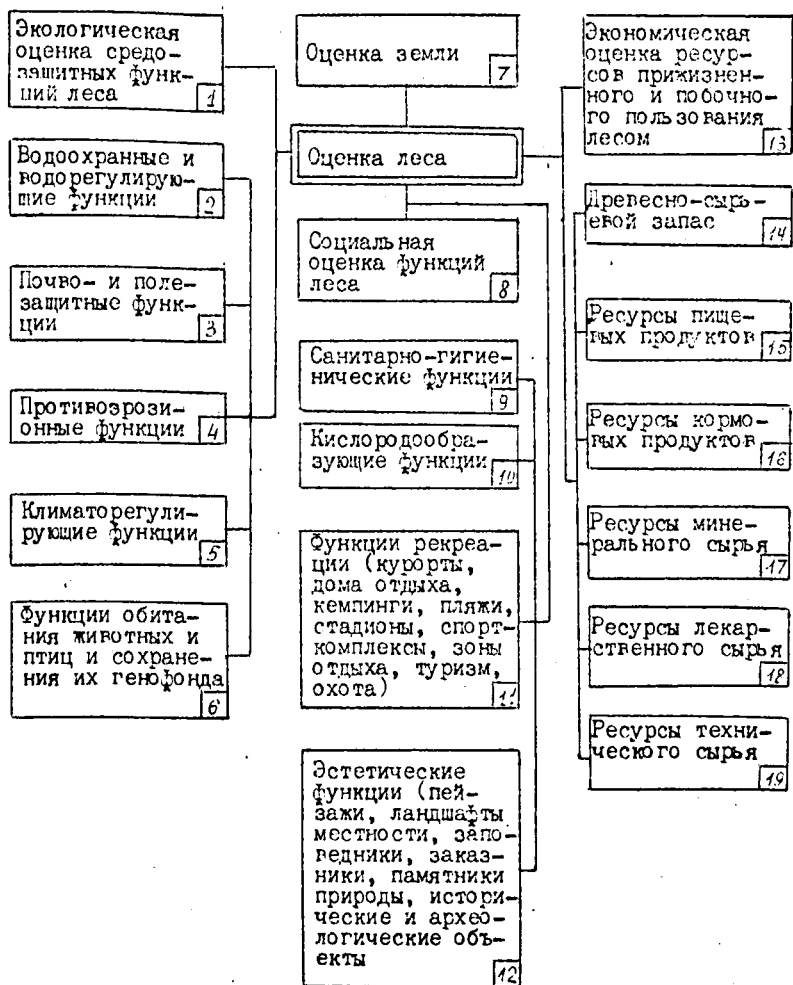 Экологическая
оценка средо-
защитных функ-
ций леса
1
Водоохранные и
водорегулирую-
щие функции
2
Почво- и поле-
защитные функ-
ции
3
Противоэрози-
онные функции
4
Климаторегули-
рующие функции
5
Функции обита-
ния животных и
птиц и сохране-
ния их генофонда
6
Оценка земли
7
Оценка леса
Социальная
оценка функций
леса
8
Санитарно-гигие-
нические функции
9
Кислородообра-
зующие функции
10
Функции рекреа-
ции (курорты,
дома отдыха,
кемпинги, пляжи,
стадионы, спорт-
комплексы, зоны
отдыха, туризм,
охота)
11
Эстетические
функции (пей-
зажи, ландшафты
местности, запо-
ведники, заказ-
ники, памятники
природы, истори-
ческие и архео-
логические объ-
екты
12
Экономическая
оценка ресур-
сов прижизнен-
ного и побочно-
го пользования
лесом
13
Древесно-сырь-
евой запас
14
Ресурсы пище-
вых продуктов
15
Ресурсы кормо-
вых продуктов
16
Ресурсы мине-
рального сырья
17
Ресурсы лекар-
ственного сырья
18
Ресурсы техни-
ческого сырья
19